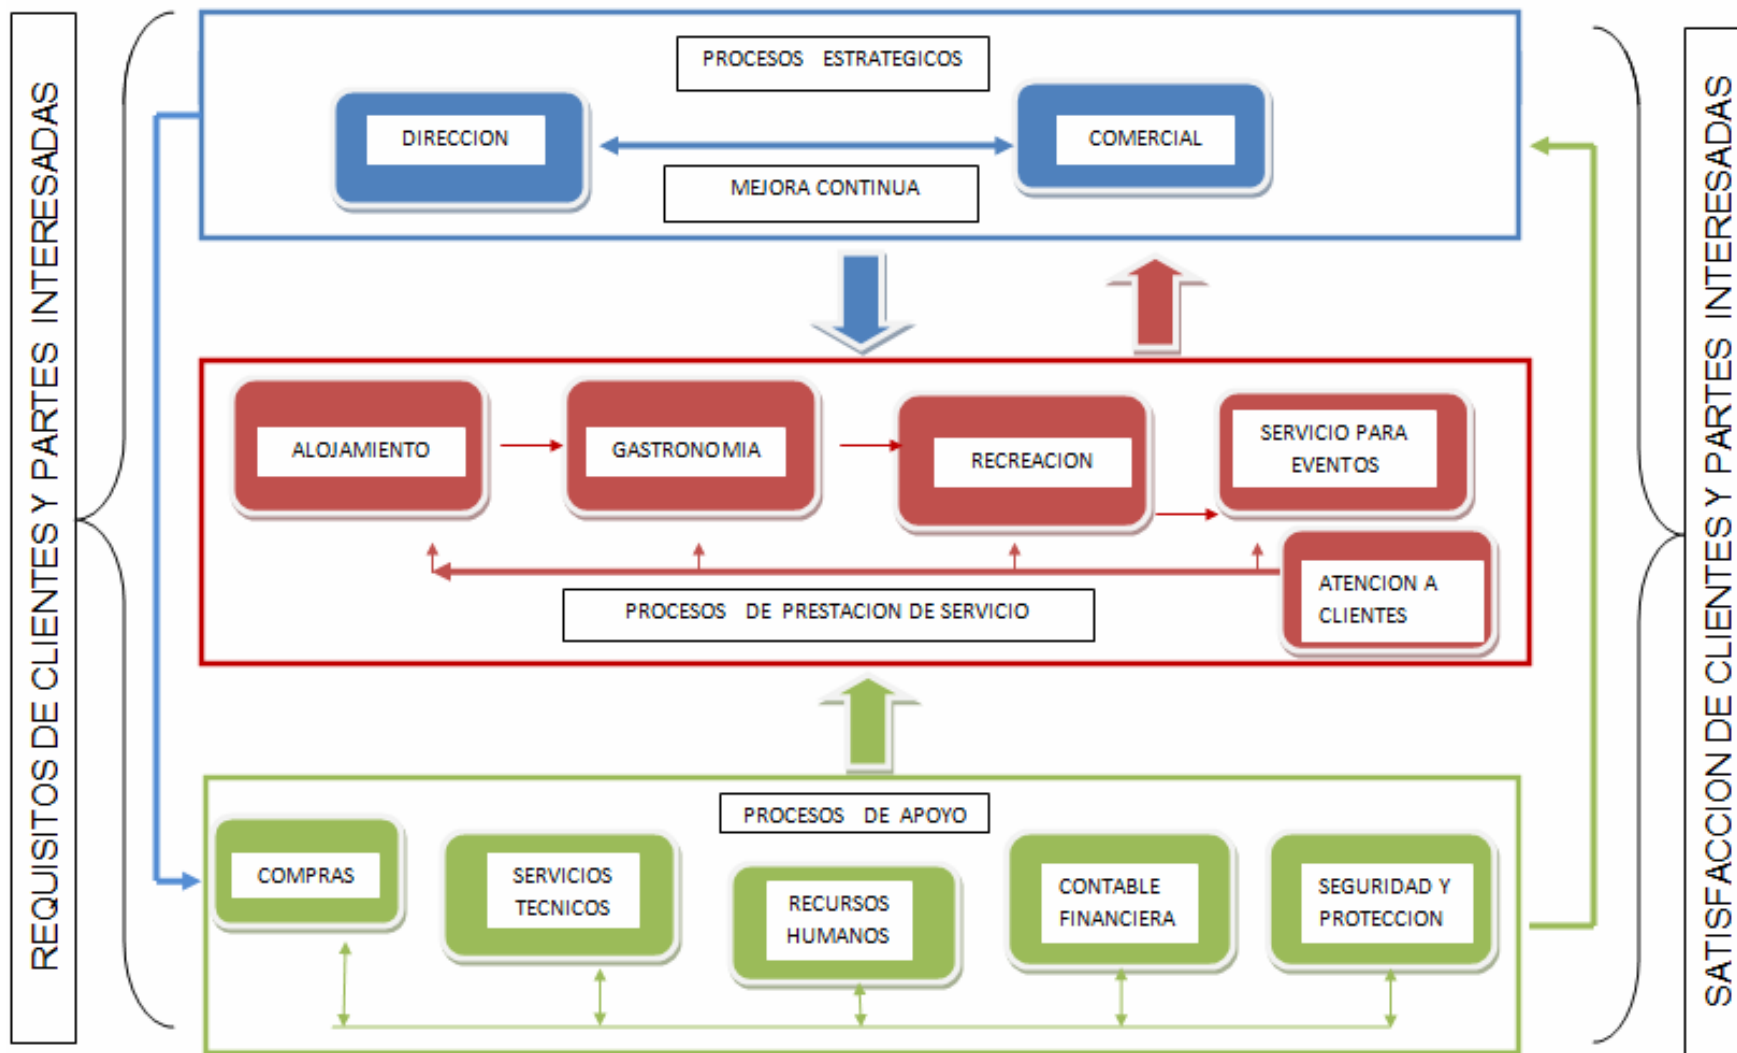 REQUISITOS DE CLIENTES Y PARTES INTERESADAS
PROCESOS ESTRATEGICOS
DIRECCION
COMERCIAL
MEJORA CONTINUA
ALOJAMIENTO
GASTRONOMIA
RECREACION
SERVICIO PARA
EVENTOS
ATENCION A
CLIENTES
PROCESOS DE PRESTACION DE SERVICIO
PROCESOS DE APOYO
COMPRAS
SERVICIOS
TECNICOS
RECURSOS
HUMANOS
CONTABLE
FINANCIERA
SEGURIDAD Y
PROTECCION
SATISFACCION DE CLIENTES Y PARTES INTERESADAS